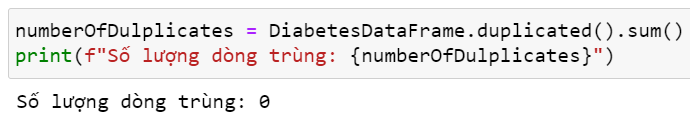 numberOfDulplicates = DiabetesDataFrame.duplicated().sum()
print(f"Số lượng dòng trùng: {numberOfDulplicates}")
Số lượng dòng trùng: 0